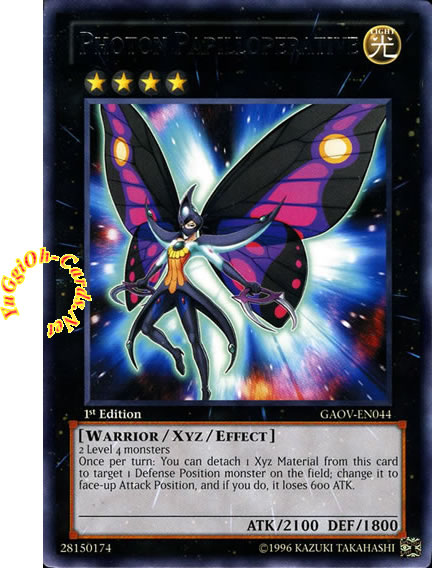 Photon Papilloperative
LIGHT
光
YuGgiOh-Cards.Net
1st Edition
GAOV-EN044
[Warrior / Xyz / Effect]
2 Level 4 monsters
Once per turn: You can detach 1 Xyz Material from this card
to target 1 Defense Position monster on the field; change it
to face-up Attack Position, and if you do, it loses 600 ATK.
ATK/2100 DEF/1800
28150174
©1996 KAZUKI TAKAHASHI